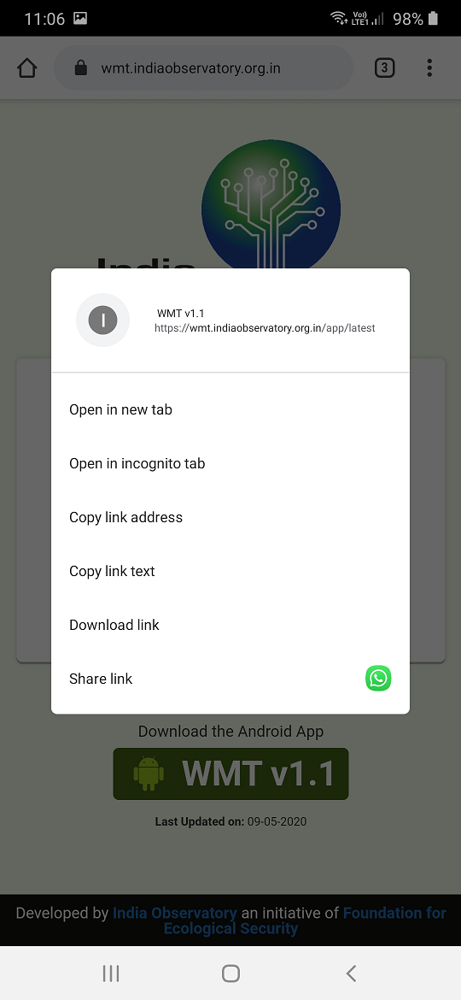 11:06
Vo)) LTE1 98%
wmt.indiaobservatory.org.in 3
India
I
WMT v1.1
https://wmt.indiaobservatory.org.in/app/latest
Open in new tab
Open in incognito tab
Copy link address
Copy link text
Download link
Share link
Download the Android App
WMT v1.1
Last Updated on: 09-05-2020
Developed by India Observatory an initiative of Foundation for
Ecological Security